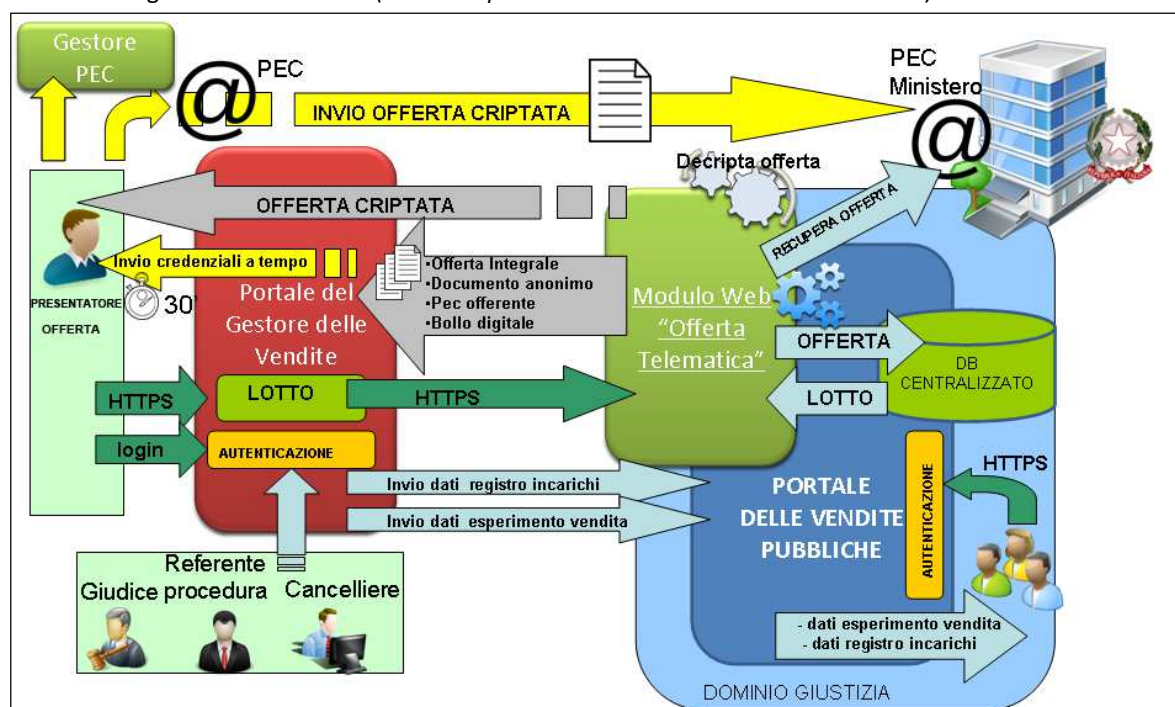 Gestore
PEC
PEC
INVIO OFFERTA CRIPTATA
PEC
Ministero
@
@
Decripta offerta
OFFERTA CRIPTATA
RECUPERA OFFERTA
Invio credenziali a tempo
•Offerta Integrale
•Documento anonimo
•Pec offerente
•Bollo digitale
PRESENTATORE
OFFERTA
30'
Portale del
Gestore delle
Vendite
Modulo Web
"Offerta
Telematica"
OFFERTA
DB
CENTRALIZZATO
LOTTO
HTTPS
LOTTO
HTTPS
login
AUTENTICAZIONE
Invio dati registro incarichi
Invio dati esperimento vendita
PORTALE
DELLE VENDITE
PUBBLICHE
AUTENTICAZIONE
HTTPS
Referente
Giudice procedura
Cancelliere
- dati esperimento vendita
- dati registro incarichi
DOMINIO GIUSTIZIA